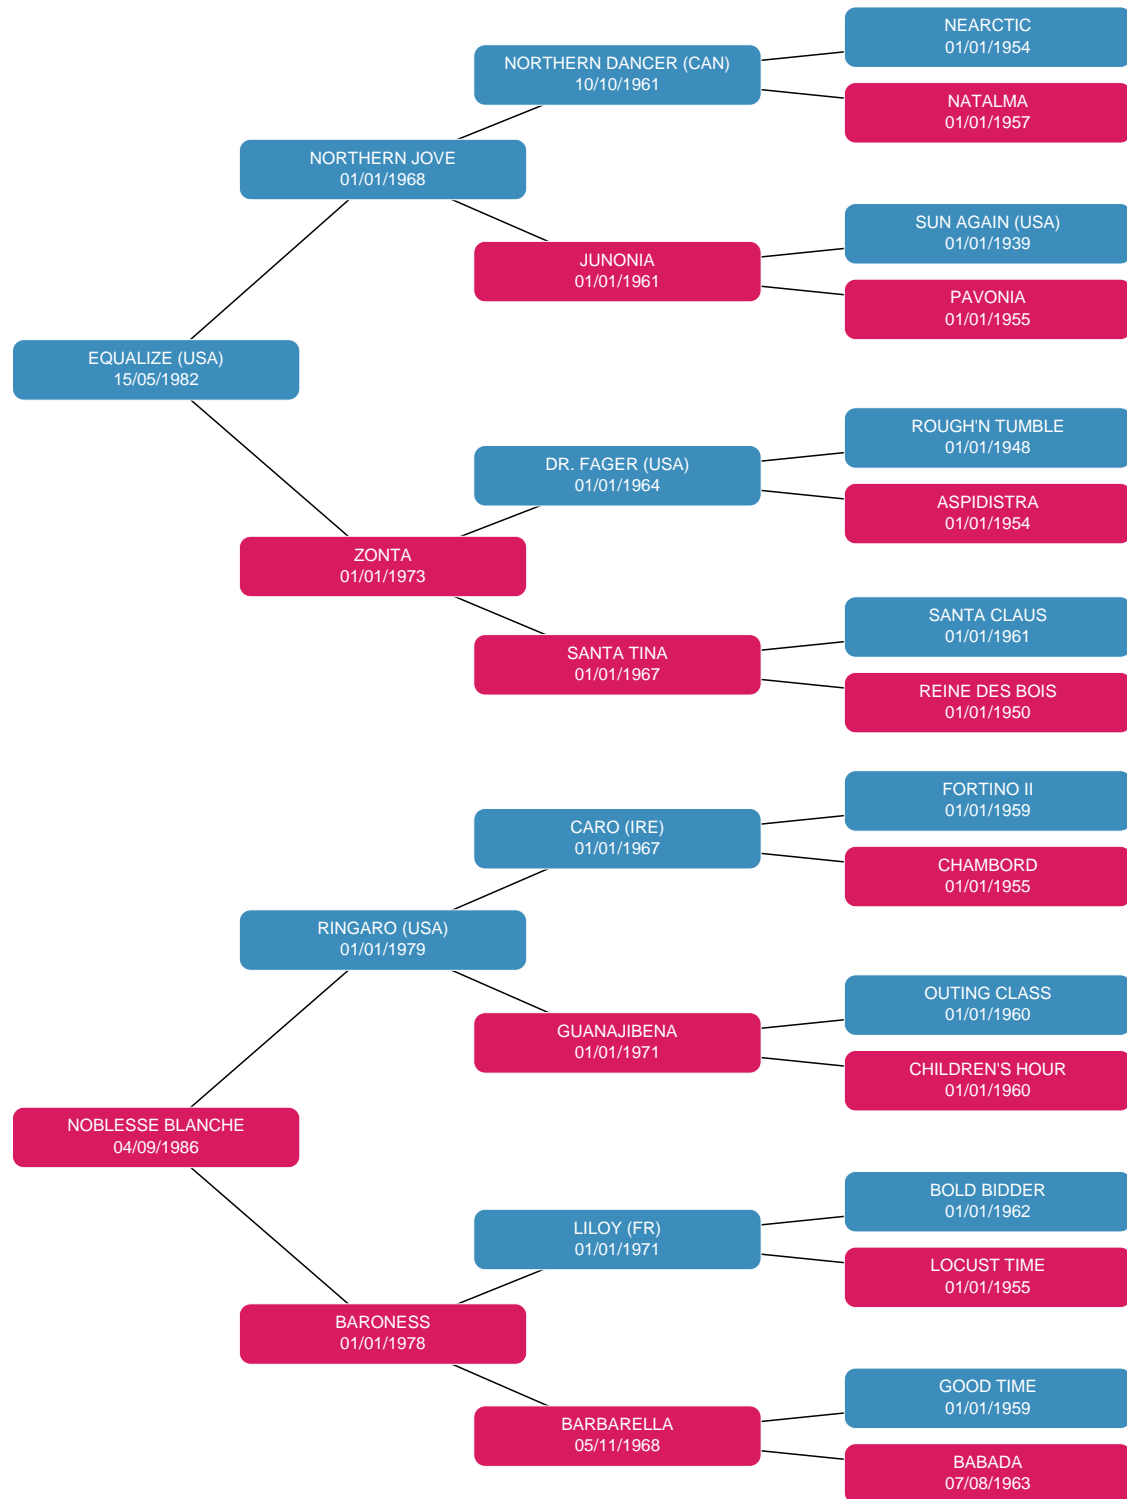 NEARCTIC
01/01/1954
NORTHERN DANCER (CAN)
10/10/1961
NATALMA
01/01/1957
NORTHERN JOVE
01/01/1968
SUN AGAIN (USA)
01/01/1939
JUNONIA
01/01/1961
PAVONIA
01/01/1955
EQUALIZE (USA)
15/05/1982
ROUGH'N TUMBLE
01/01/1948
DR. FAGER (USA)
01/01/1964
ASPIDISTRA
01/01/1954
ZONTA
01/01/1973
SANTA CLAUS
01/01/1961
SANTA TINA
01/01/1967
REINE DES BOIS
01/01/1950
FORTINO II
01/01/1959
CARO (IRE)
01/01/1967
CHAMBORD
01/01/1955
RINGARO (USA)
01/01/1979
OUTING CLASS
01/01/1960
GUANAJIBENA
01/01/1971
CHILDREN'S HOUR
01/01/1960
NOBLESSE BLANCHE
04/09/1986
BOLD BIDDER
01/01/1962
LILOY (FR)
01/01/1971
LOCUST TIME
01/01/1955
BARONESS
01/01/1978
GOOD TIME
01/01/1959
BARBARELLA
05/11/1968
BABADA
07/08/1963